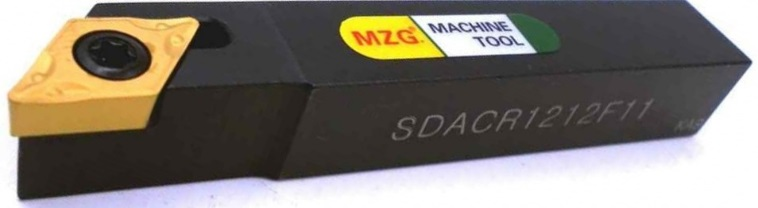 MZG
MACHINE
TOOL
SDACR1212F11